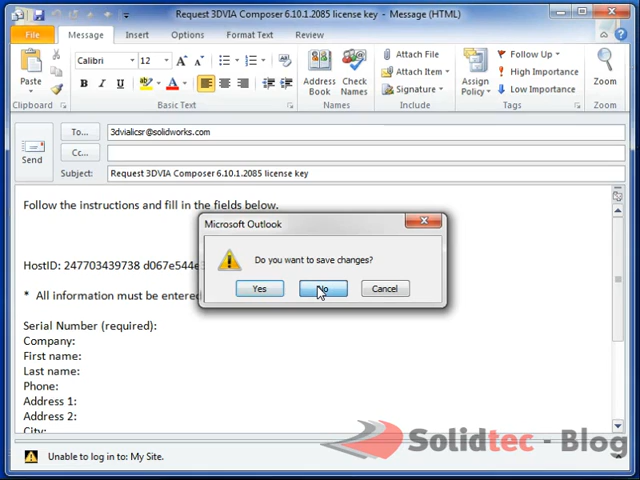 Request 3DVIA Composer 6.10.1.2085 license key - Message (HTML)
File Message Insert Options Format Text Review
Paste
Clipboard
Calibri 12
B I U
Basic Text
Address Book
Check Names
Names
Attach File
Attach Item
Signature
Include
Assign Policy
Follow Up
High Importance
Low Importance
Tags
Zoom
Zoom
Send
To... 3dvialicsr@solidworks.com
Cc...
Subject: Request 3DVIA Composer 6.10.1.2085 license key
Follow the instructions and fill in the fields below.
Microsoft Outlook
Do you want to save changes?
Yes No Cancel
HostID: 247703439738 d067e544e
* All information must be entered
Serial Number (required):
Company:
First name:
Last name:
Phone:
Address 1:
Address 2:
City:
Solidtec - Blog
Unable to log in to: My Site.